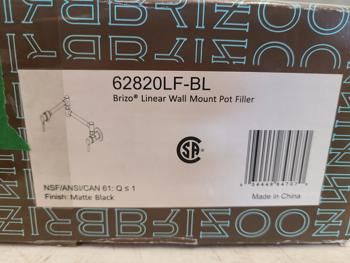 62820LF-BL
Brizo® Linear Wall Mount Pot Filler
NSF/ANSI/CAN 61: Q ≤ 1
Finish: Matte Black
Made in China